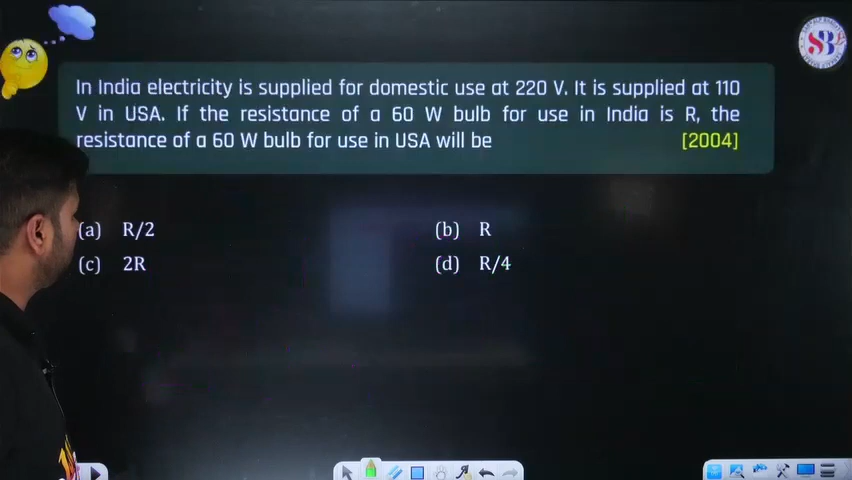 In India electricity is supplied for domestic use at 220 V. It is supplied at 110
V in USA. If the resistance of a 60 W bulb for use in India is R, the
resistance of a 60 W bulb for use in USA will be [2004]
(a) R/2 (b) R
(c) 2R (d) R/4
SB